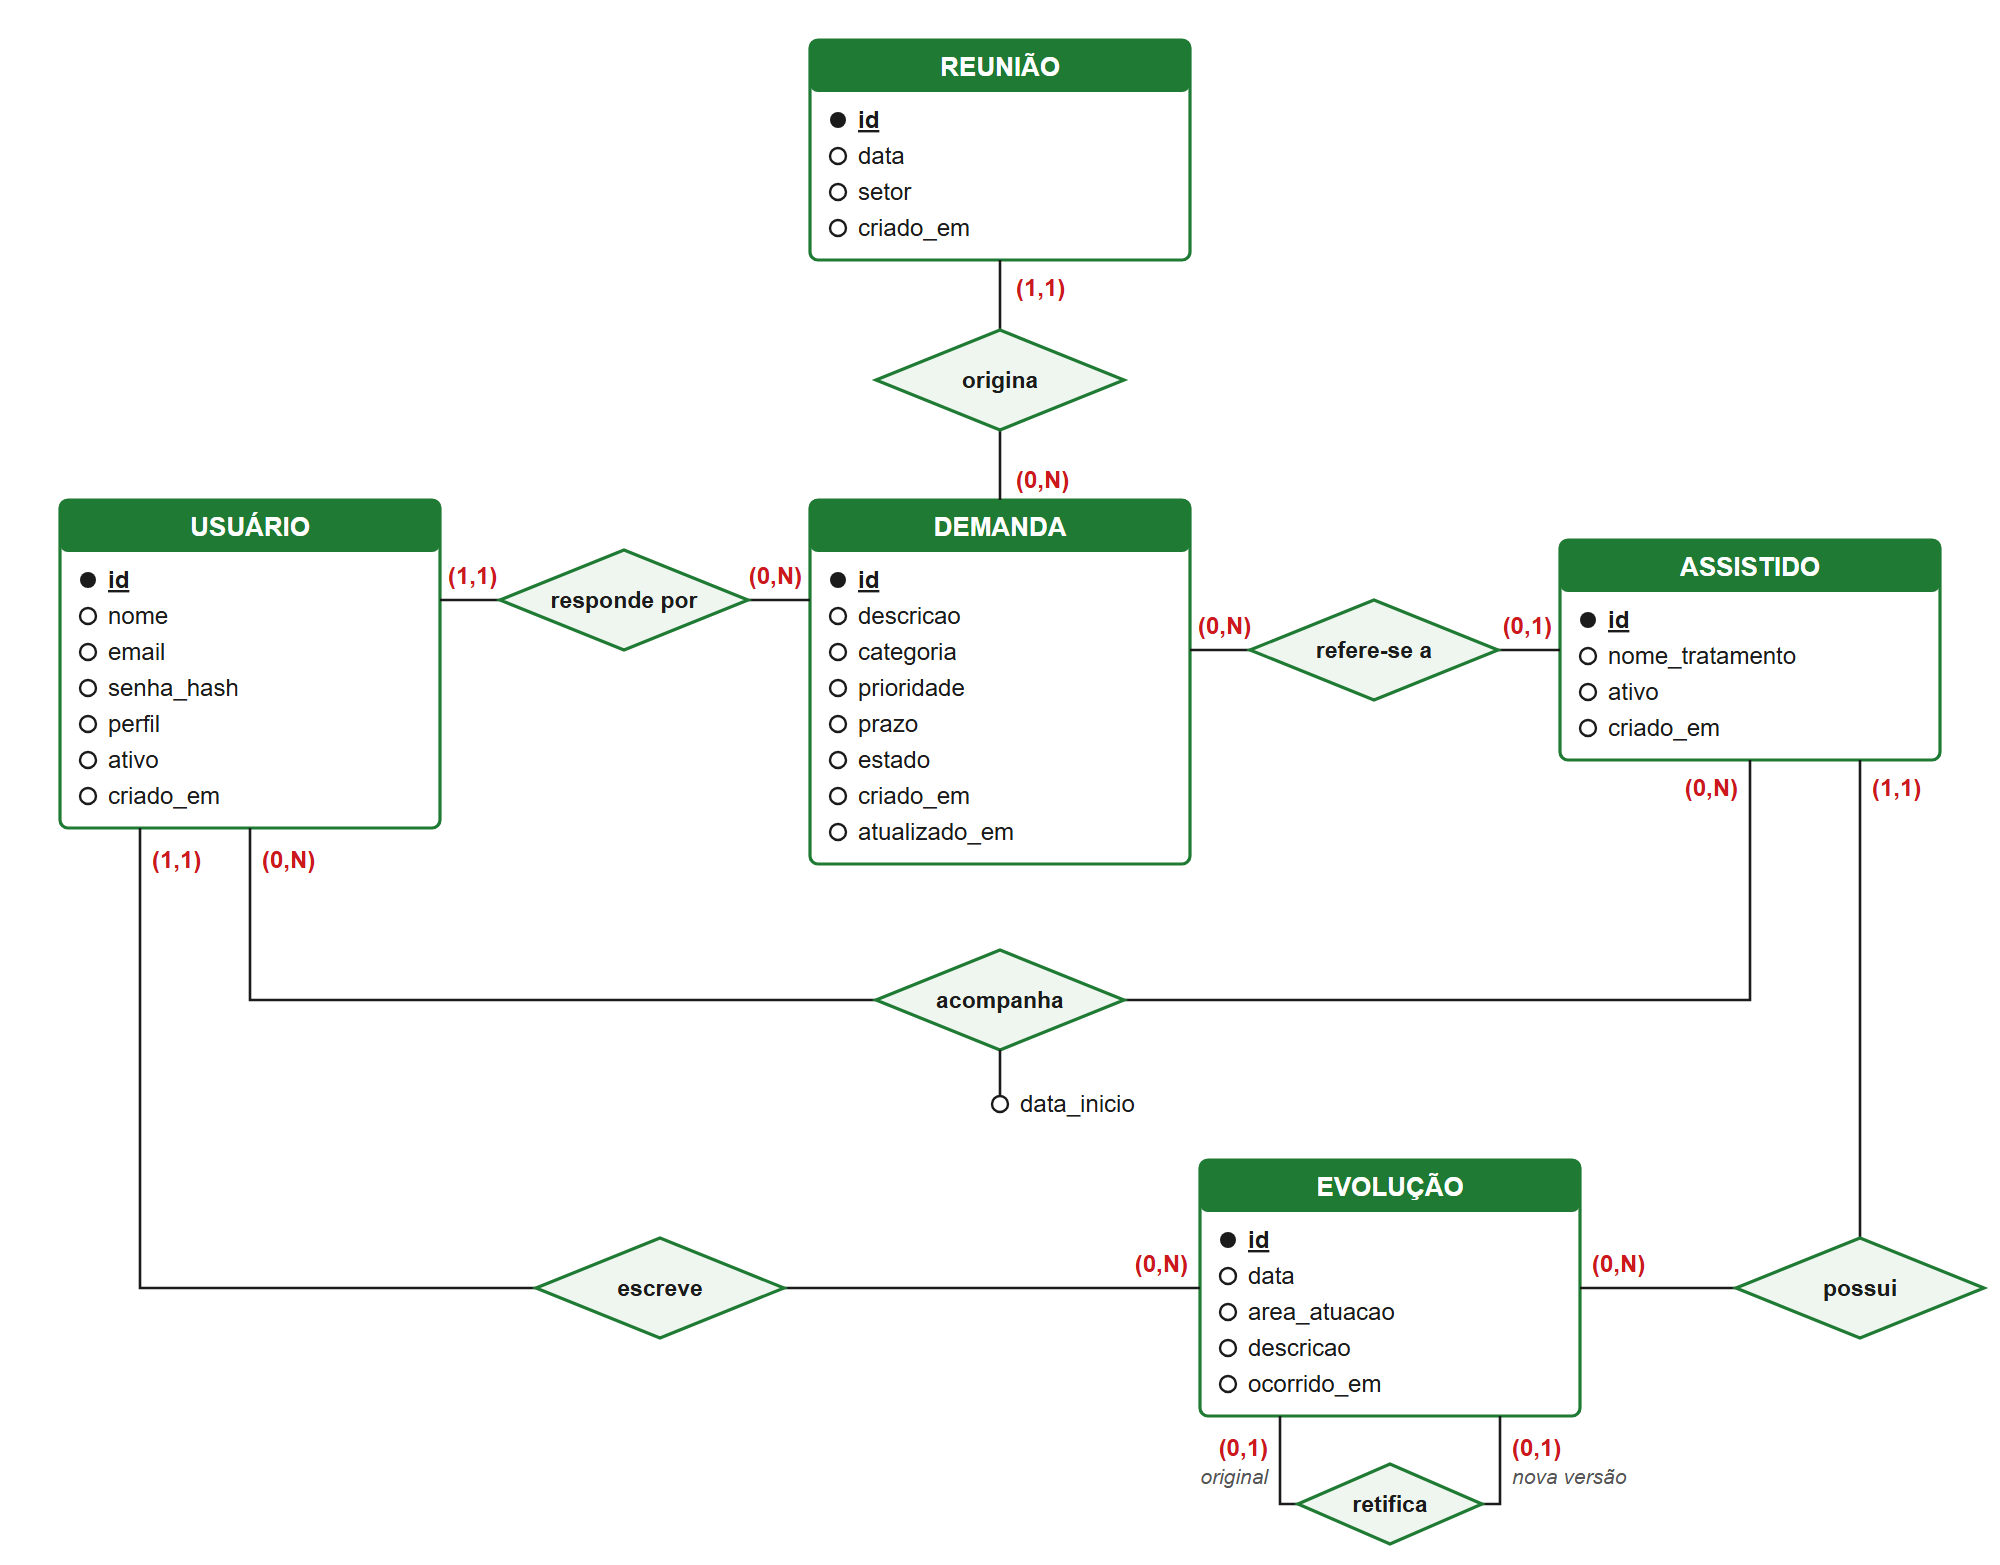 REUNIÃO
id
data
setor
criado_em
(1,1)
origina
(0,N)
USUÁRIO
id
nome
email
senha_hash
perfil
ativo
criado_em
(1,1)
responde por
(0,N)
DEMANDA
id
descricao
categoria
prioridade
prazo
estado
criado_em
atualizado_em
(0,N)
refere-se a
(0,1)
ASSISTIDO
id
nome_tratamento
ativo
criado_em
(1,1)
(0,N)
(0,N)
(1,1)
acompanha
data_inicio
escreve
(0,N)
EVOLUÇÃO
id
data
area_atuacao
descricao
ocorrido_em
(0,N)
possui
(0,1)
original
(0,1)
nova versão
retifica